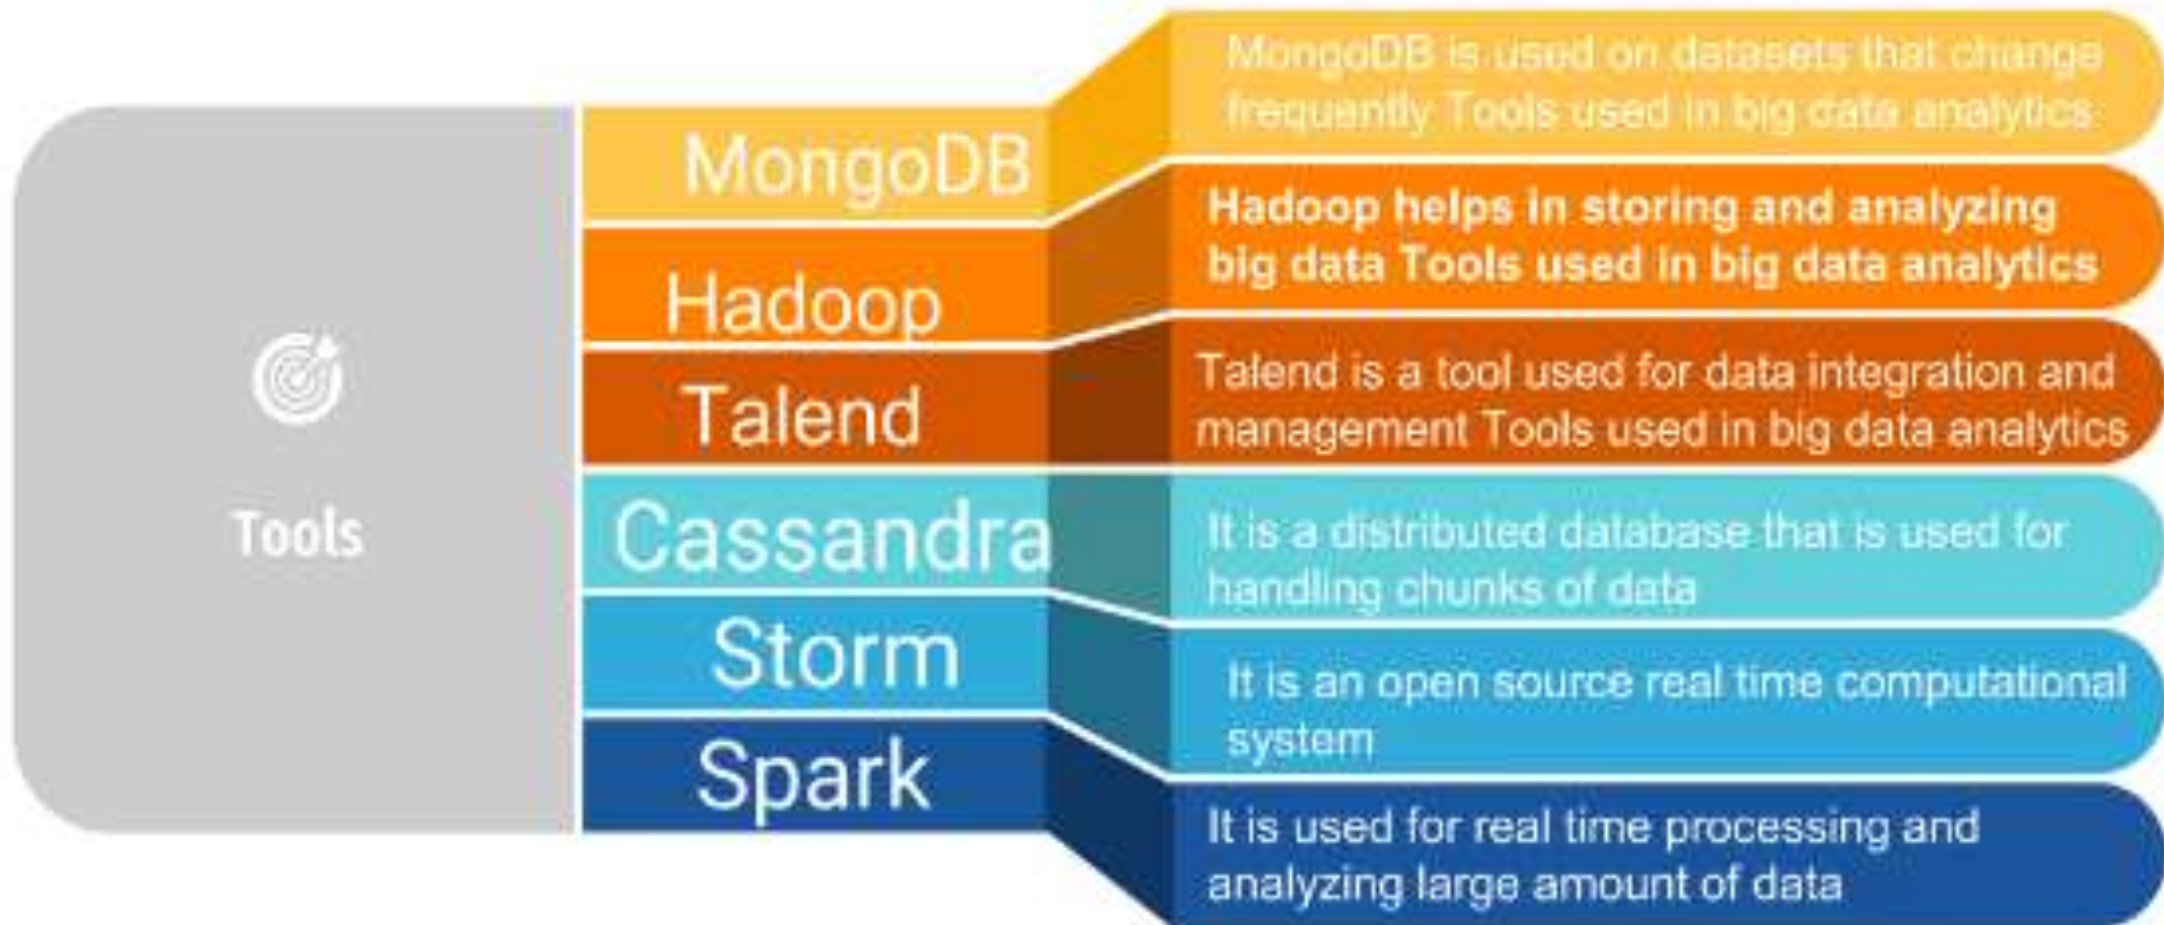 Tools
MongoDB
MongoDB is used on datasets that change
frequently Tools used in big data analytics
Hadoop
Hadoop helps in storing and analyzing
big data Tools used in big data analytics
Talend
Talend is a tool used for data integration and
management Tools used in big data analytics
Cassandra
It is a distributed database that is used for
handling chunks of data
Storm
It is an open source real time computational
system
Spark
It is used for real time processing and
analyzing large amount of data